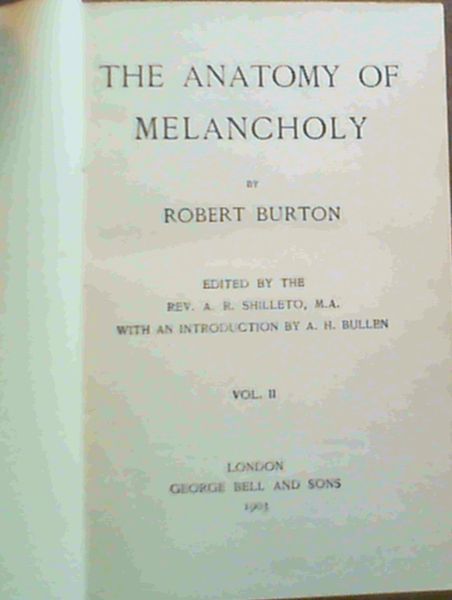 THE ANATOMY OF
MELANCHOLY
BY
ROBERT BURTON
EDITED BY THE
REV. A. R. SHILLETO, M.A.
WITH AN INTRODUCTION BY A. H. BULLEN
VOL. II
LONDON
GEORGE BELL AND SONS
1903